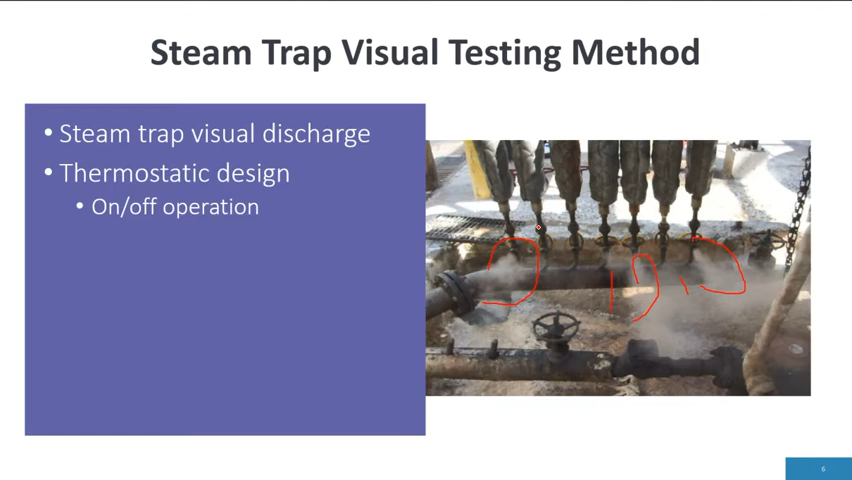 Steam Trap Visual Testing Method
• Steam trap visual discharge
• Thermostatic design
• On/off operation
6